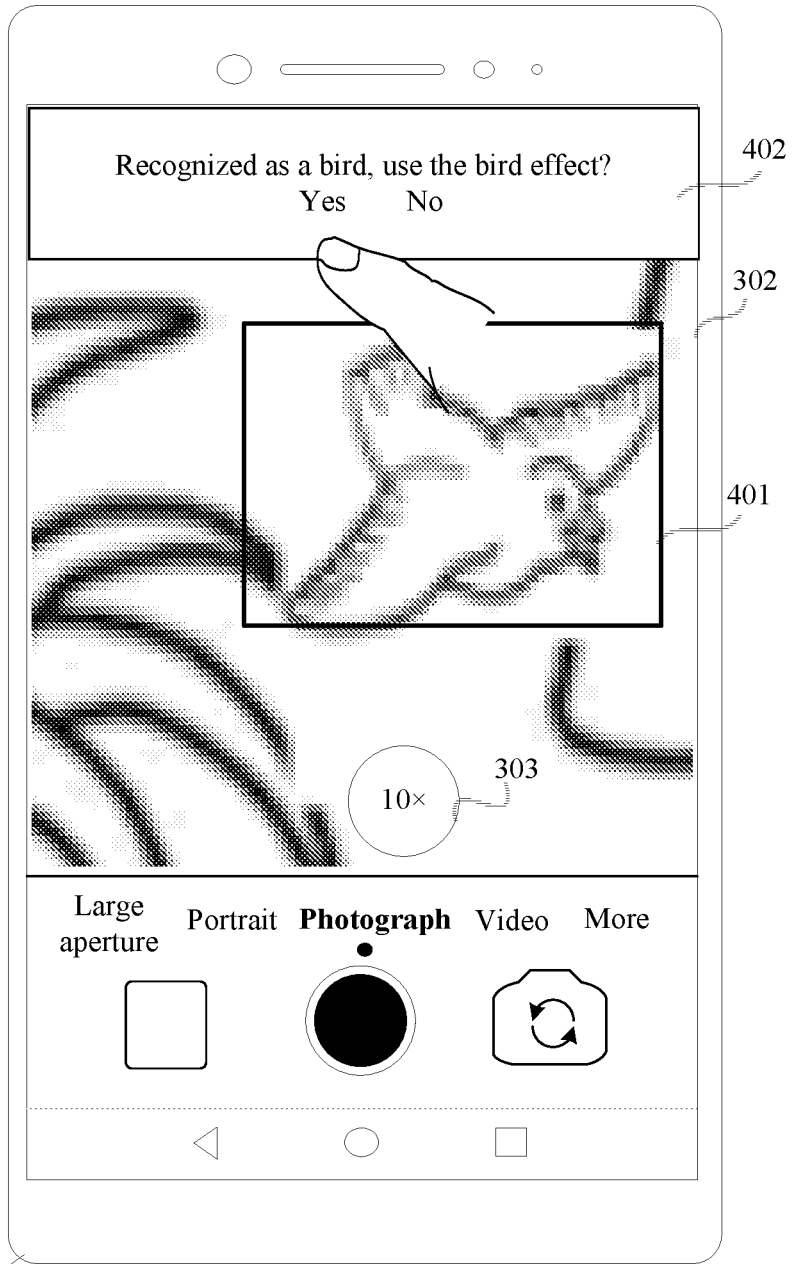 Recognized as a bird, use the bird effect?
Yes No
402
302
401
303
10×
Large
aperture
Portrait
Photograph
Video
More